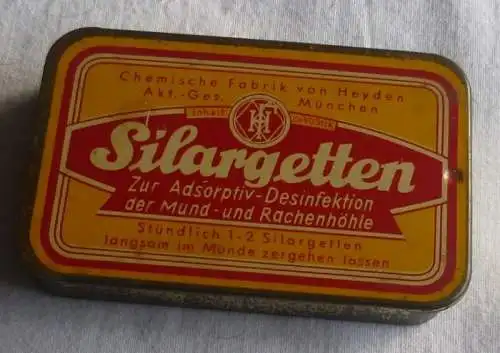 Chemische Fabrik von Heyden
Akt.-Ges. München
Inhalt
Silargetten
Zur Adsorptiv-Desinfektion
der Mund- und Rachenhöhle
Stündlich 1-2 Silargetten
langsam im Munde zergehen lassen